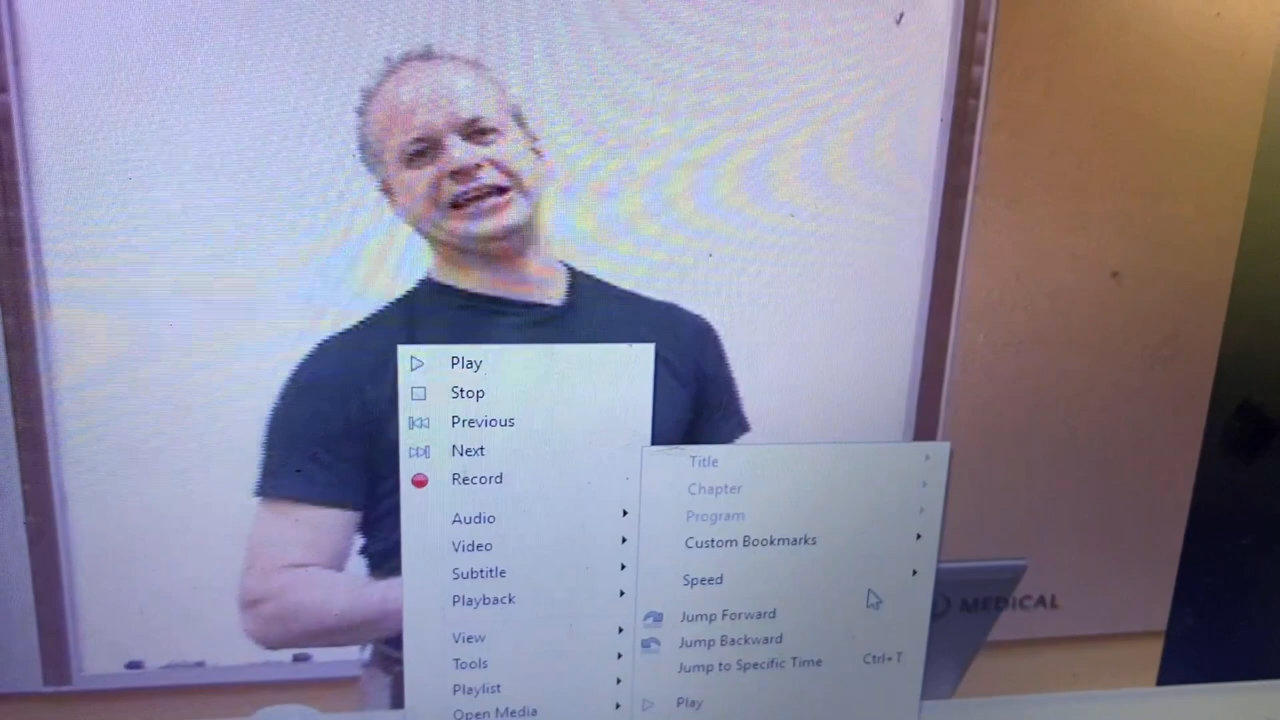 Play
Stop
Previous
Next
Record
Audio
Video
Subtitle
Playback
View
Tools
Playlist
Open Media
Title
Chapter
Program
Custom Bookmarks
Speed
Jump Forward
Jump Backward
Jump to Specific Time Ctrl+T
Play
MEDICAL